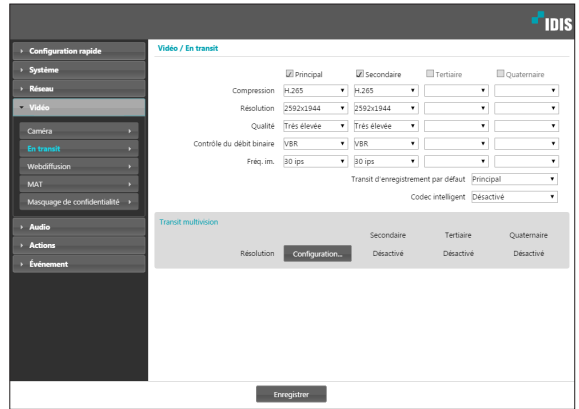 IDIS
Configuration rapide
Système
Réseau
Vidéo
Caméra
En transit
Webdiffusion
MAT
Masquage de confidentialité
Audio
Actions
Événement
Vidéo / En transit
Principal Secondaire Tertiaire Quaternaire
Compression H.265 H.265
Résolution 2592x1944 2592x1944
Qualité Très élevée Très élevée
Contrôle du débit binaire VBR VBR
Fréq. im. 30 ips 30 ips
Transit d'enregistrement par défaut Principal
Codec intelligent Désactivé
Transit multivision
Secondaire Tertiaire Quaternaire
Résolution Configuration... Désactivé Désactivé Désactivé
Enregistrer